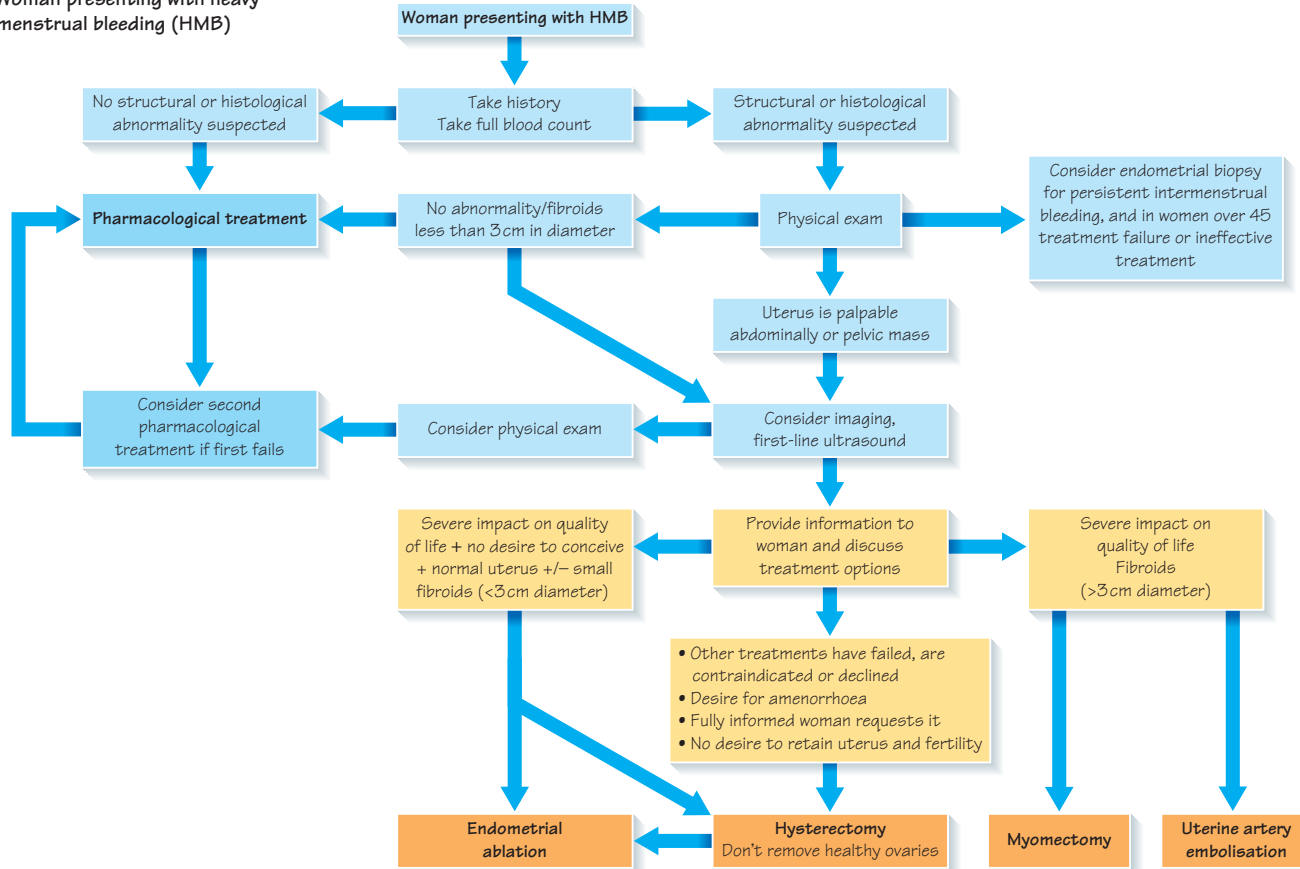 Woman presenting with heavy
menstrual bleeding (HMB)
Woman presenting with HMB
No structural or histological
abnormality suspected
Take history
Take full blood count
Structural or histological
abnormality suspected
Pharmacological treatment
No abnormality/fibroids
less than 3cm in diameter
Physical exam
Consider endometrial biopsy
for persistent intermenstrual
bleeding, and in women over 45
treatment failure or ineffective
treatment
Uterus is palpable
abdominally or pelvic mass
Consider second
pharmacological
treatment if first fails
Consider physical exam
Consider imaging,
first-line ultrasound
Severe impact on quality
of life + no desire to conceive
+ normal uterus +/– small
fibroids (<3cm diameter)
Provide information to
woman and discuss
treatment options
Severe impact on
quality of life
Fibroids
(>3cm diameter)
• Other treatments have failed, are
contraindicated or declined
• Desire for amenorrhoea
• Fully informed woman requests it
• No desire to retain uterus and fertility
Endometrial
ablation
Hysterectomy
Don't remove healthy ovaries
Myomectomy
Uterine artery
embolisation